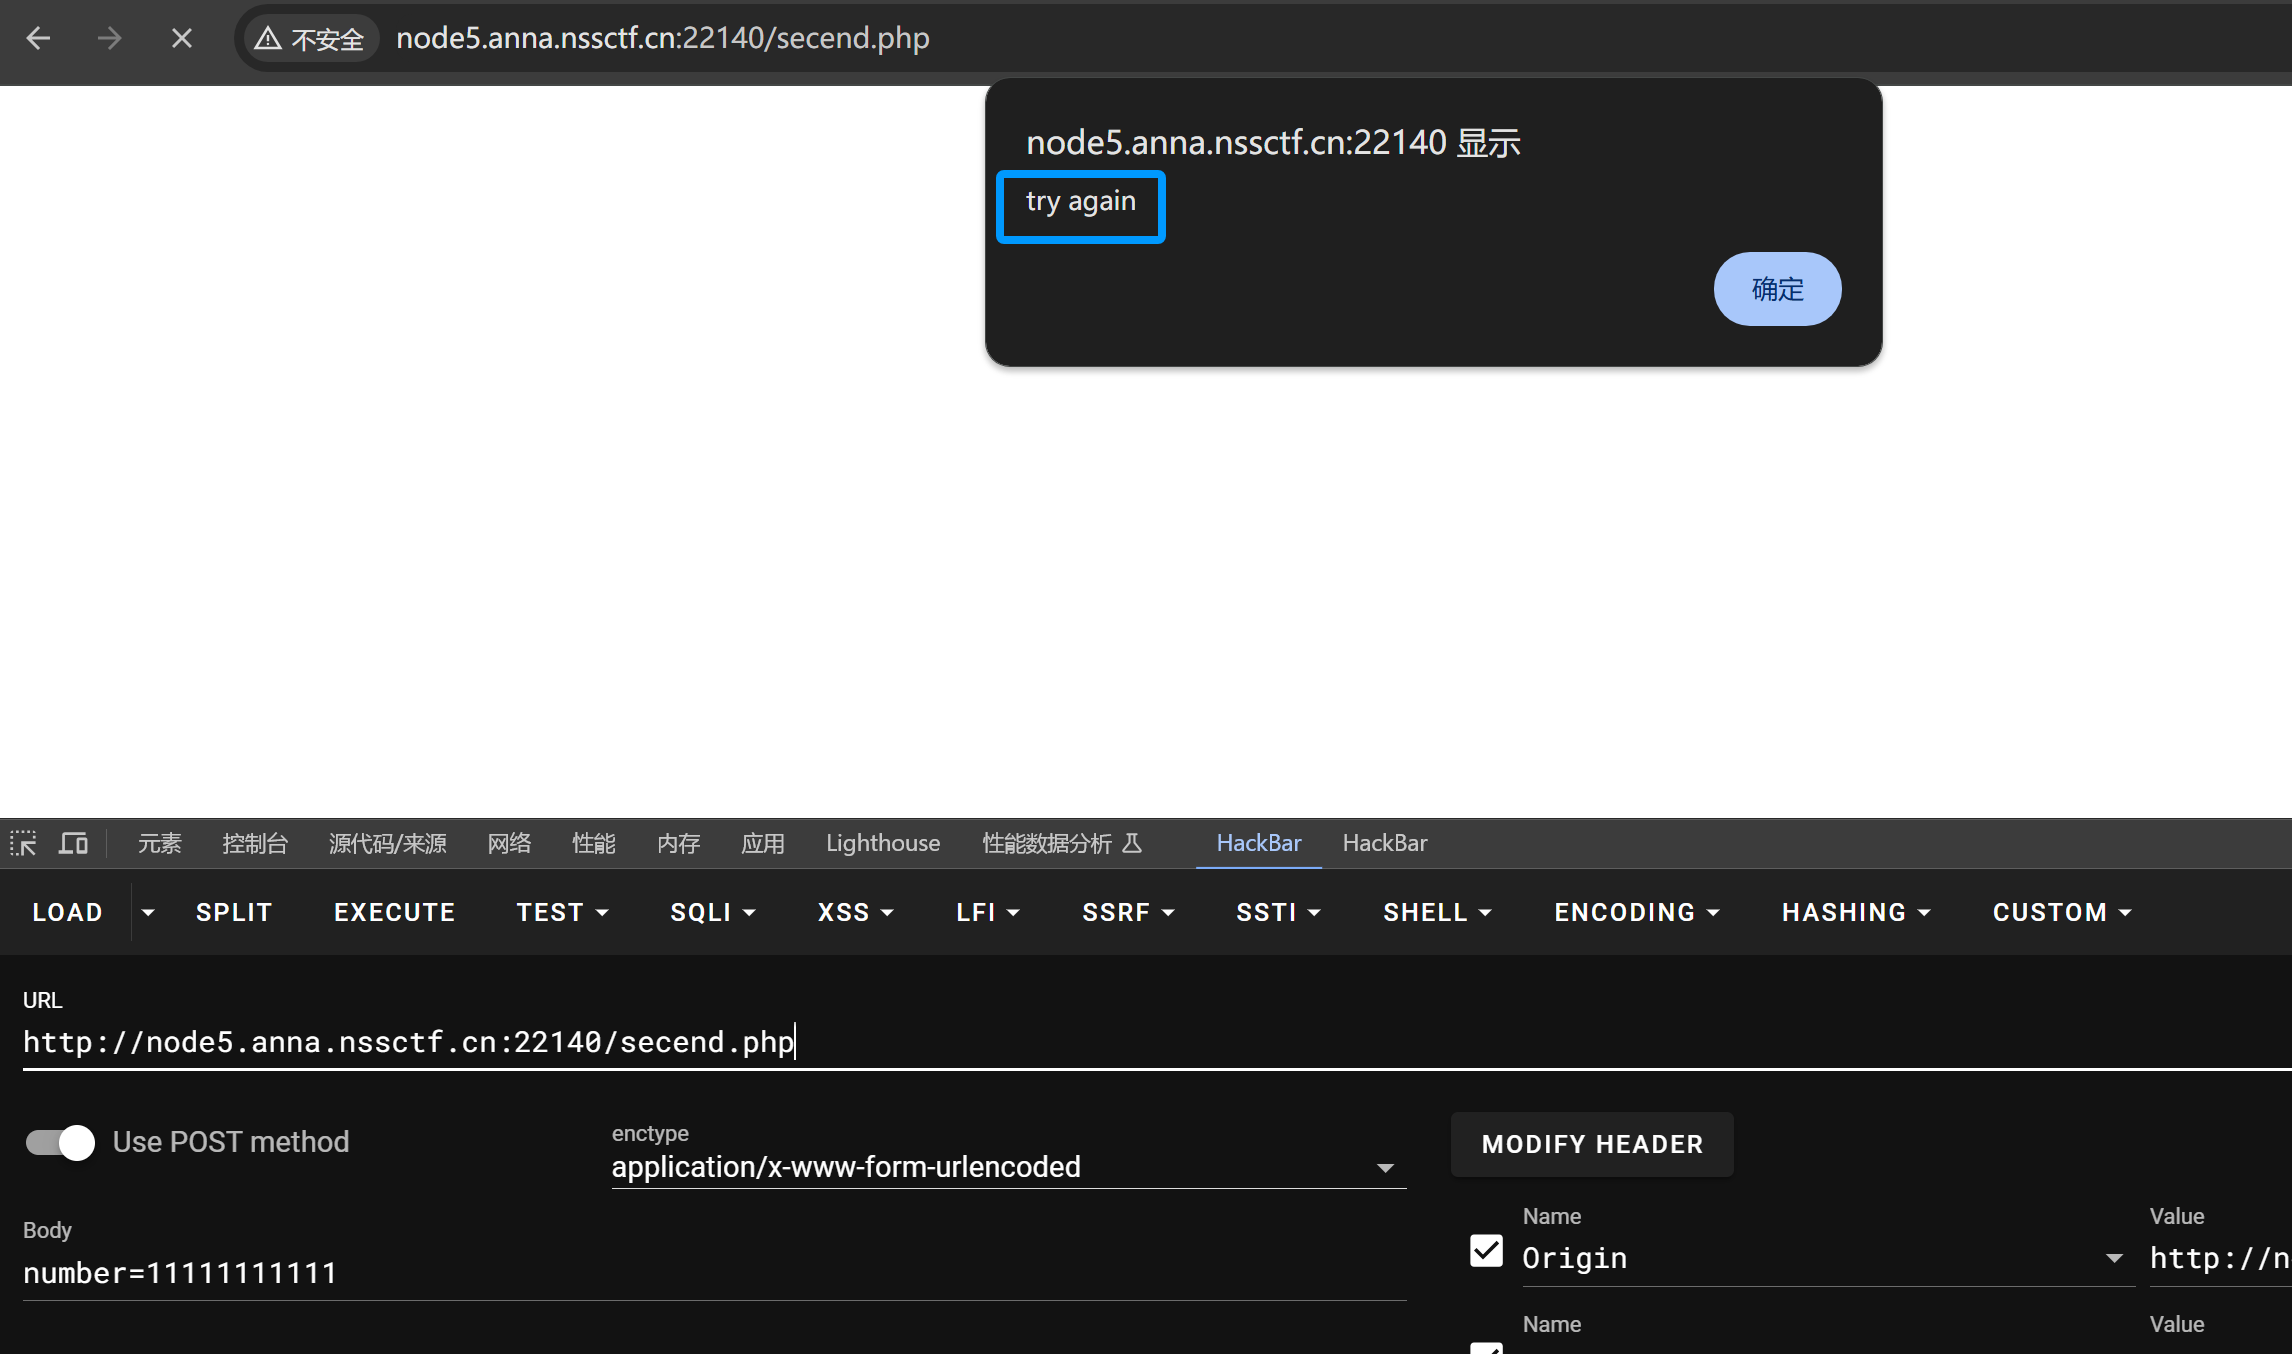 不安全 node5.anna.nssctf.cn:22140/secend.php
node5.anna.nssctf.cn:22140 显示
try again
确定
元素 控制台 源代码/来源 网络 性能 内存 应用 Lighthouse 性能数据分析 HackBar HackBar
LOAD SPLIT EXECUTE TEST SQLI XSS LFI SSRF SSTI SHELL ENCODING HASHING CUSTOM
URL
http://node5.anna.nssctf.cn:22140/secend.php
Use POST method
enctype
application/x-www-form-urlencoded
MODIFY HEADER
Body
number=11111111111
Name Value
Origin http://n
Name Value